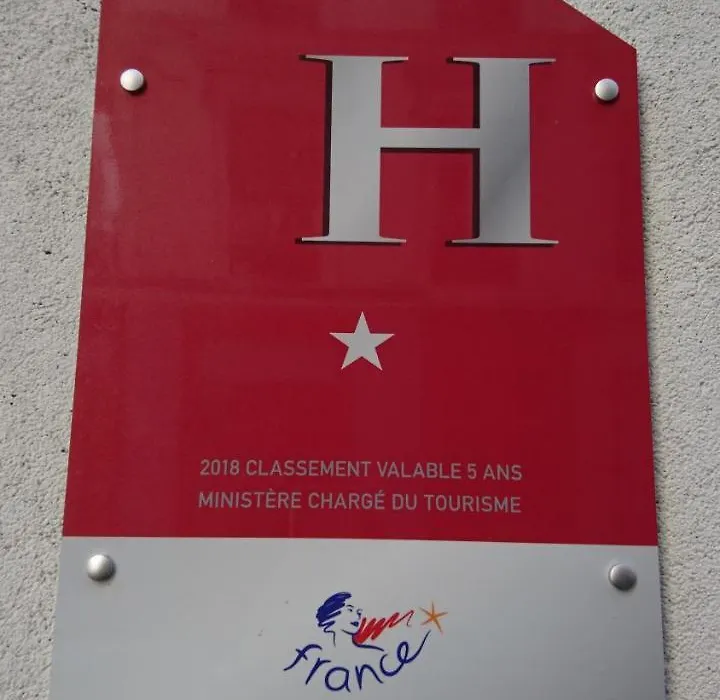 H
2018 CLASSEMENT VALABLE 5 ANS
MINISTÈRE CHARGÉ DU TOURISME
france